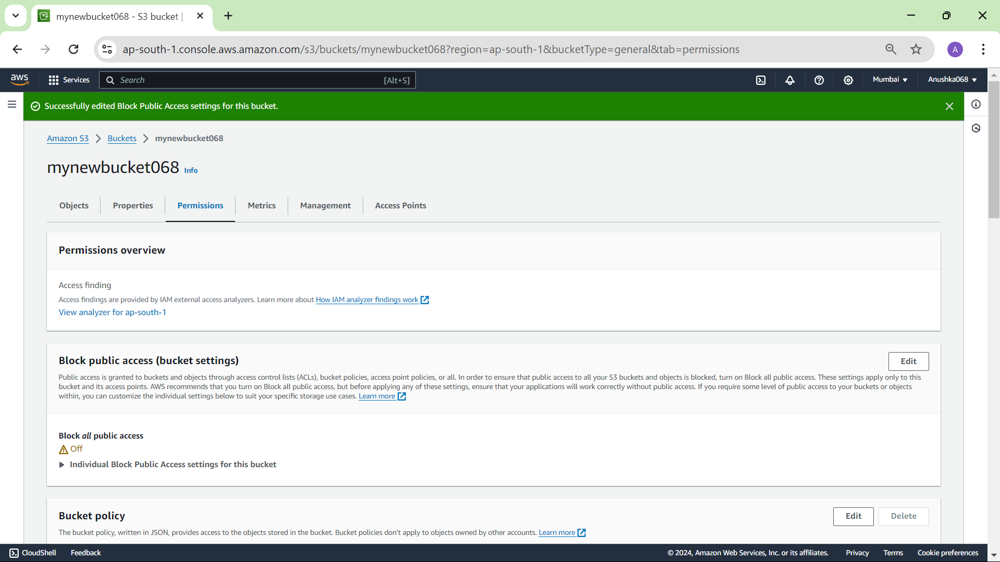 mynewbucket068 - S3 bucket |
ap-south-1.console.aws.amazon.com/s3/buckets/mynewbucket068?region=ap-south-1&bucketType=general&tab=permissions
A
aws
Services
Search
[Alt+S]
Mumbai
Anushka068
Successfully edited Block Public Access settings for this bucket.
Amazon S3 > Buckets > mynewbucket068
mynewbucket068 Info
Objects
Properties
Permissions
Metrics
Management
Access Points
Permissions overview
Access finding
Access findings are provided by IAM external access analyzers. Learn more about How IAM analyzer findings work
View analyzer for ap-south-1
Block public access (bucket settings)
Edit
Public access is granted to buckets and objects through access control lists (ACLs), bucket policies, access point policies, or all. In order to ensure that public access to all your S3 buckets and objects is blocked, turn on Block all public access. These settings apply only to this
bucket and its access points. AWS recommends that you turn on Block all public access, but before applying any of these settings, ensure that your applications will work correctly without public access. If you require some level of public access to your buckets or objects
within, you can customize the individual settings below to suit your specific storage use cases. Learn more
Block all public access
Off
Individual Block Public Access settings for this bucket
Bucket policy
Edit
Delete
The bucket policy, written in JSON, provides access to the objects stored in the bucket. Bucket policies don't apply to objects owned by other accounts. Learn more
CloudShell
Feedback
© 2024, Amazon Web Services, Inc. or its affiliates.
Privacy
Terms
Cookie preferences